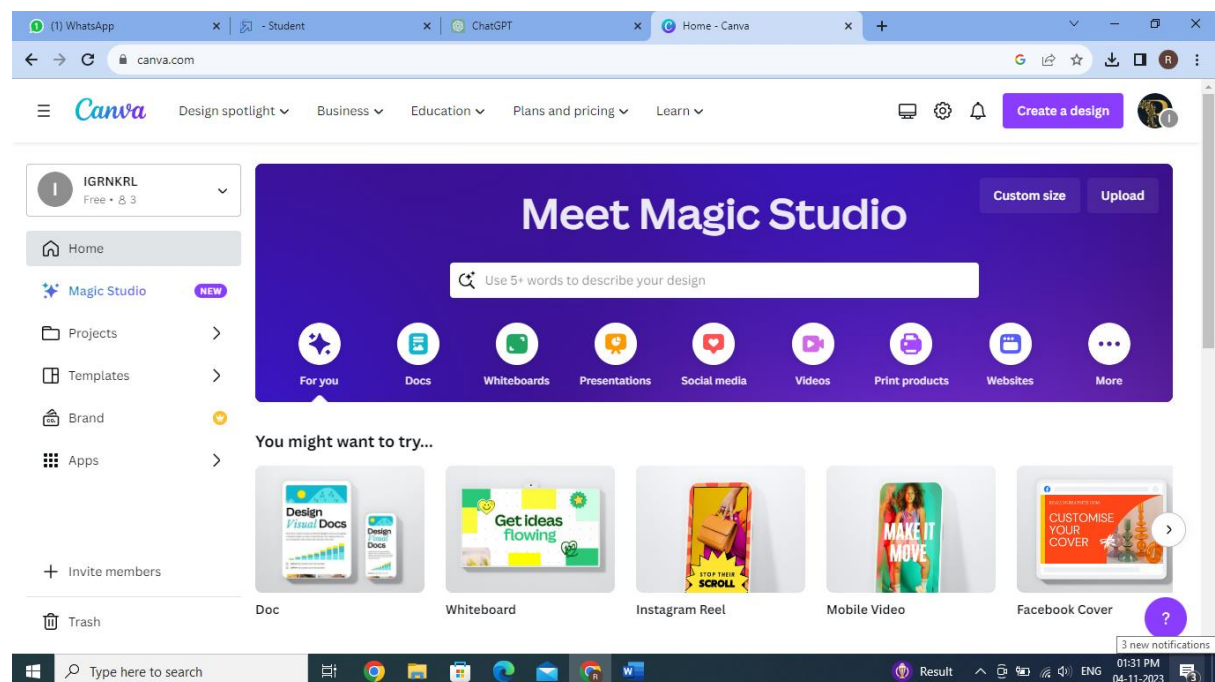 (1) WhatsApp
- Student
ChatGPT
Home - Canva
canva.com
Canva
Design spotlight
Business
Education
Plans and pricing
Learn
Create a design
I
IGRNKRL
Free • 3
Home
Magic Studio
NEW
Projects
Templates
Brand
Apps
Invite members
Trash
Meet Magic Studio
Custom size
Upload
Use 5+ words to describe your design
For you
Docs
Whiteboards
Presentations
Social media
Videos
Print products
Websites
More
You might want to try...
Design
Visual Docs
Design
Visual
Docs
Get ideas
flowing
STOP THEIR
SCROLL
MAKE IT
MOVE
CUSTOMISE
YOUR
COVER
Doc
Whiteboard
Instagram Reel
Mobile Video
Facebook Cover
?
3 new notifications
Type here to search
Result
ENG
01:31 PM
04-11-2023
3